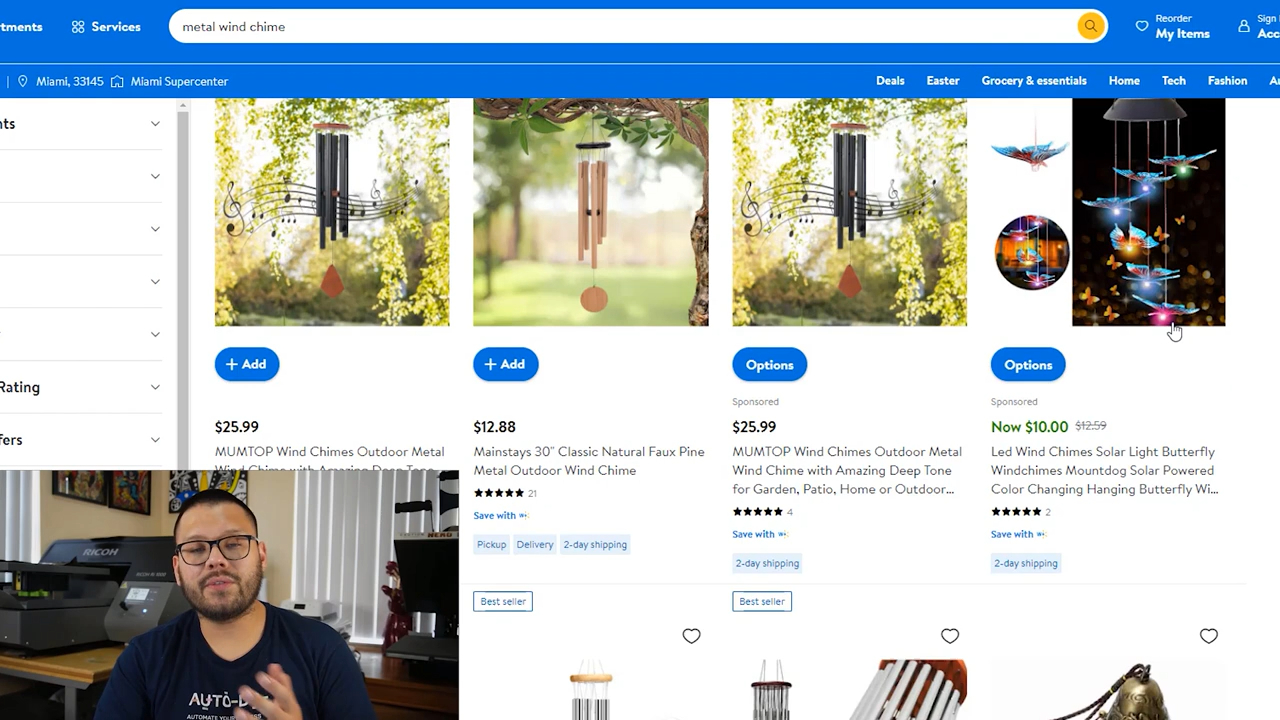 rtments
Services
metal wind chime
Reorder
My Items
Sign
Acc
Miami, 33145
Miami Supercenter
Deals
Easter
Grocery & essentials
Home
Tech
Fashion
nts
Rating
fers
+ Add
+ Add
Options
Options
Sponsored
Sponsored
$25.99
MUMTOP Wind Chimes Outdoor Metal
Wind Chime with Amazing Deep Tone
$12.88
Mainstays 30" Classic Natural Faux Pine
Metal Outdoor Wind Chime
21
Save with
Pickup
Delivery
2-day shipping
$25.99
MUMTOP Wind Chimes Outdoor Metal
Wind Chime with Amazing Deep Tone
for Garden, Patio, Home or Outdoor...
4
Save with
2-day shipping
Now $10.00 $12.59
Led Wind Chimes Solar Light Butterfly
Windchimes Mountdog Solar Powered
Color Changing Hanging Butterfly Wi...
2
Save with
2-day shipping
Best seller
Best seller
RICOH
AUTOMATE YOUR